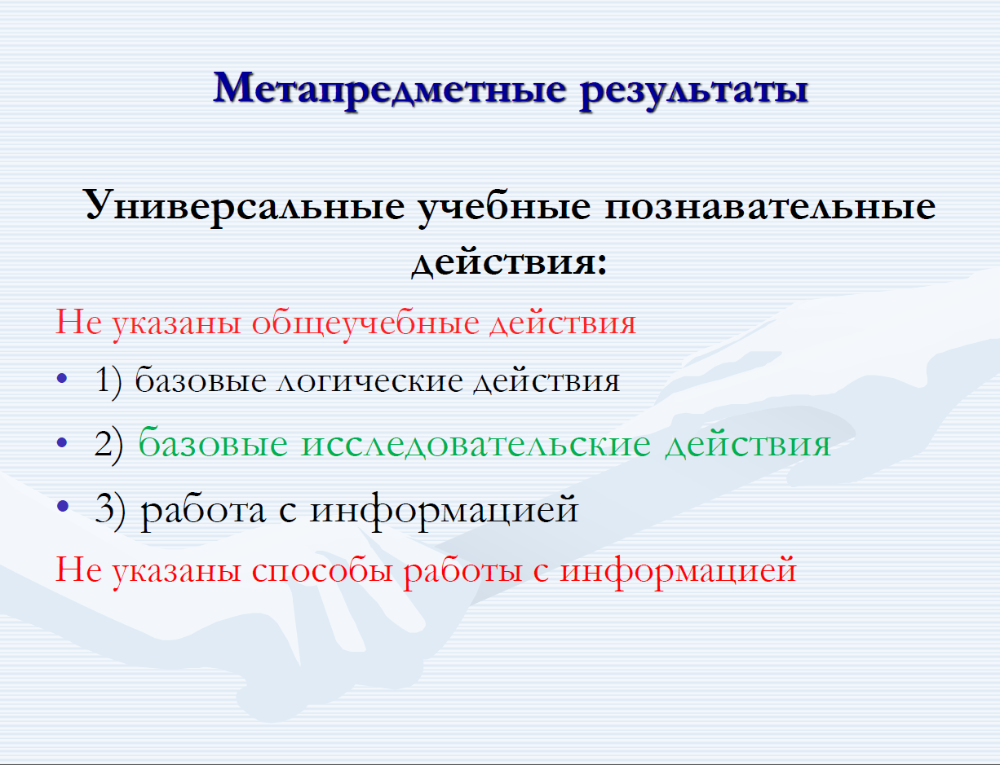 Метапредметные результаты
Универсальные учебные познавательные
действия:
Не указаны общеучебные действия
• 1) базовые логические действия
• 2) базовые исследовательские действия
• 3) работа с информацией
Не указаны способы работы с информацией